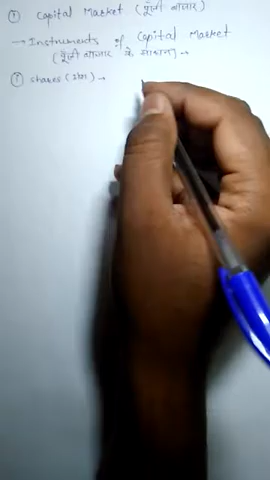 ① Capital Market (पूँजी बाजार)
→ Instruments of Capital Market
(पूँजी बाजार के साधन) →
① Shares (अंश) →